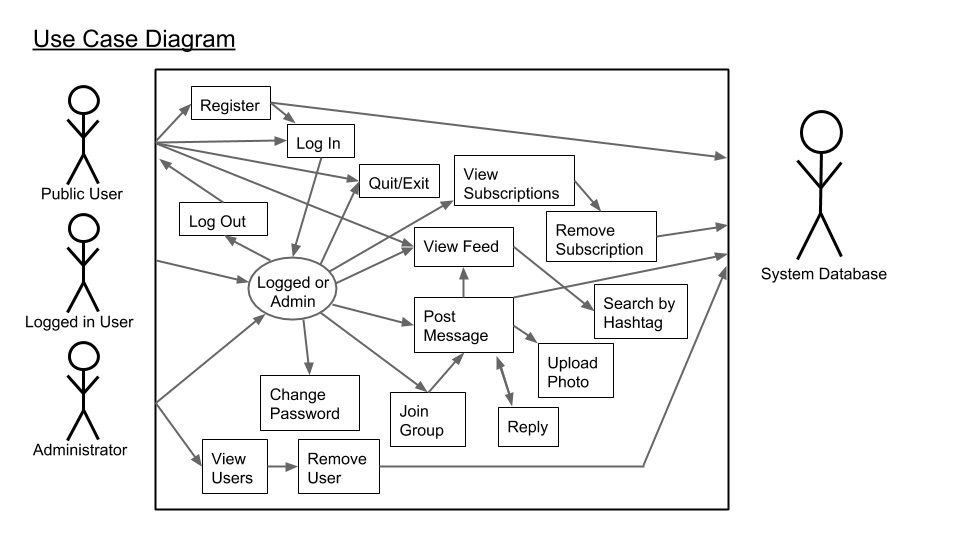 Use Case Diagram
Register
Log In
Public User
Quit/Exit
View
Subscriptions
Log Out
Remove
Subscription
View Feed
System Database
Logged in User
Logged or
Admin
Search by
Hashtag
Post
Message
Upload
Photo
Change
Password
Join
Group
Reply
Administrator
View
Users
Remove
User